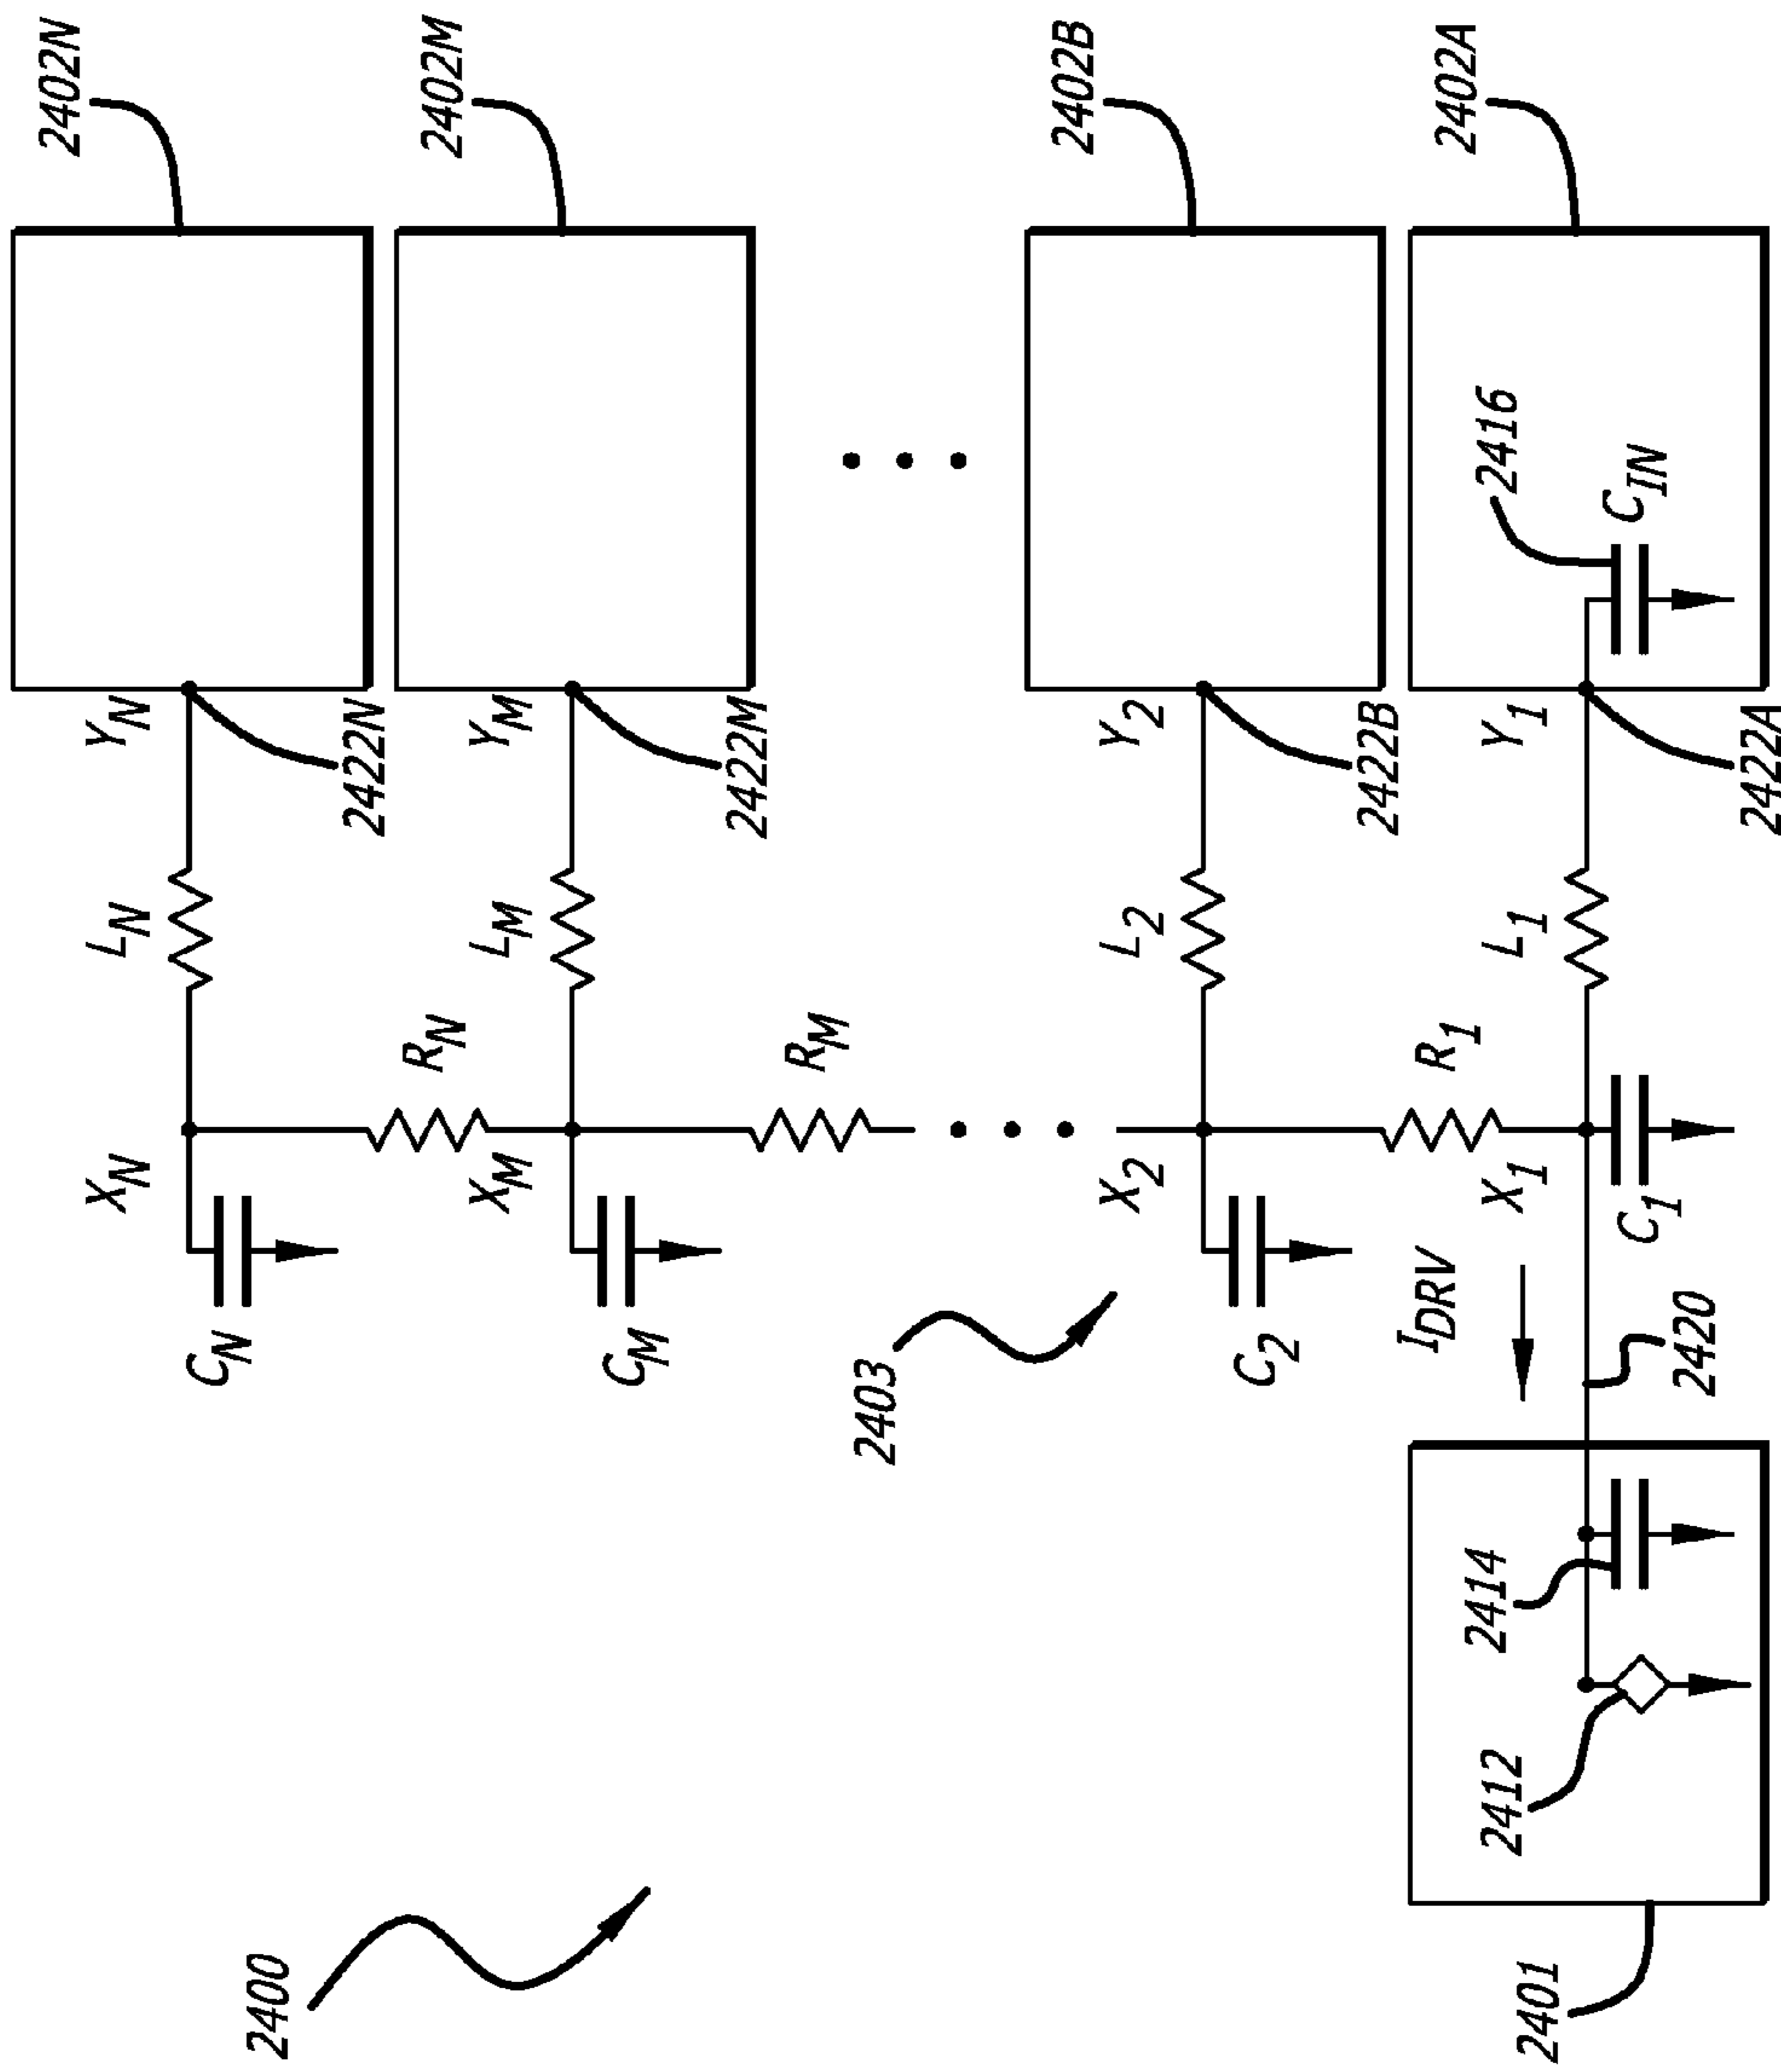 2402N
X_N
L_N
Y_N
C_N
2400
2422N
R_N
2402M
X_M
L_M
Y_M
C_M
2422M
R_M
2403
2402B
X_2
L_2
Y_2
C_2
2422B
I_DRV
R_1
2402A
2412
2414
X_1
L_1
Y_1
2416
2401
C_1
C_IN
2420
2422A